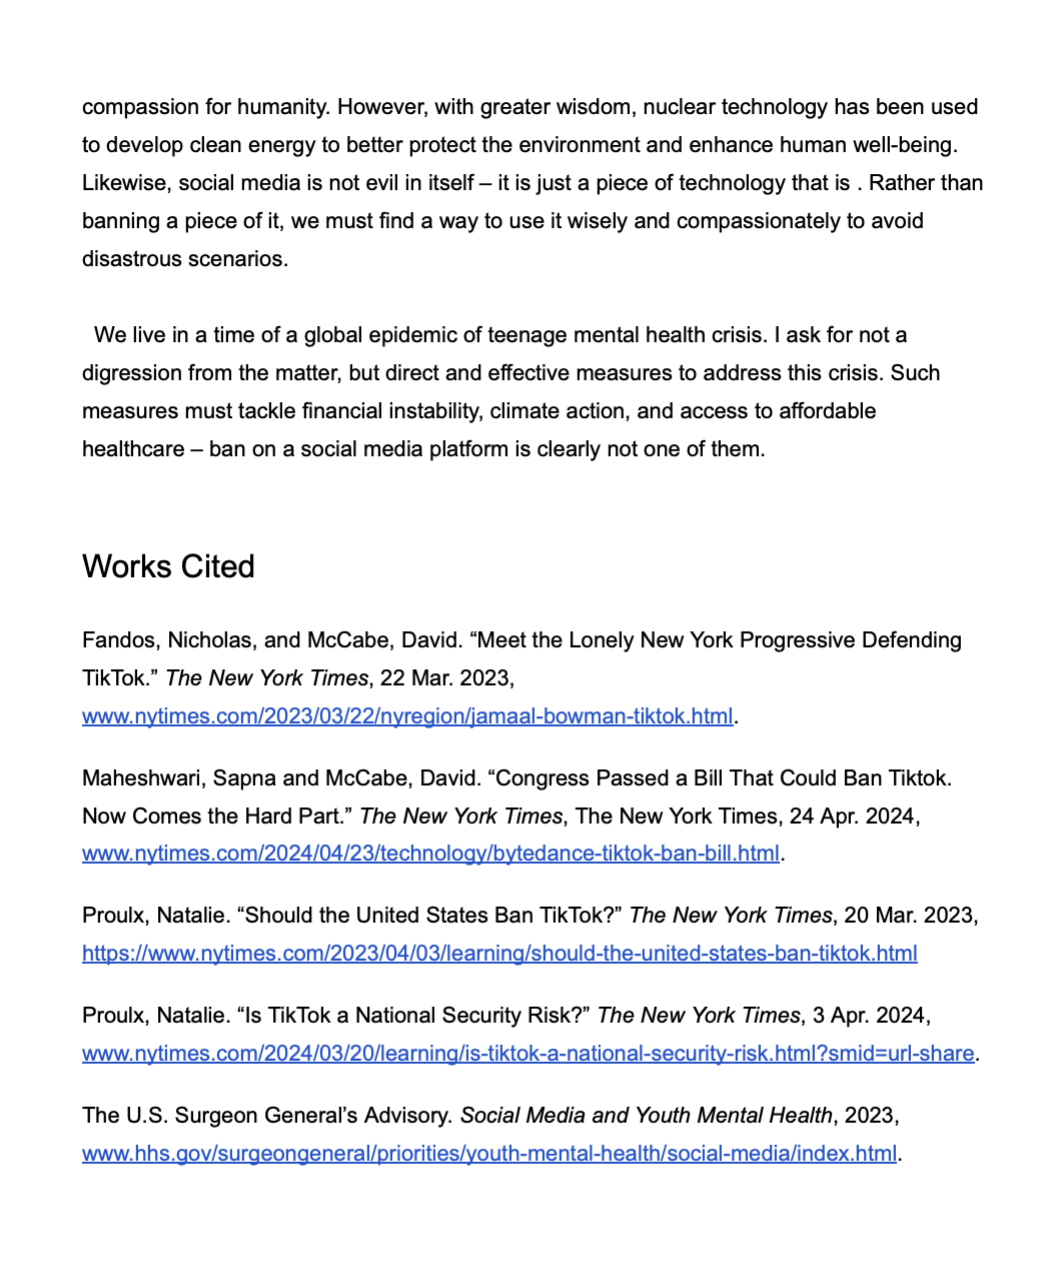 compassion for humanity. However, with greater wisdom, nuclear technology has been used
to develop clean energy to better protect the environment and enhance human well-being.
Likewise, social media is not evil in itself – it is just a piece of technology that is . Rather than
banning a piece of it, we must find a way to use it wisely and compassionately to avoid
disastrous scenarios.
We live in a time of a global epidemic of teenage mental health crisis. I ask for not a
digression from the matter, but direct and effective measures to address this crisis. Such
measures must tackle financial instability, climate action, and access to affordable
healthcare – ban on a social media platform is clearly not one of them.
Works Cited
Fandos, Nicholas, and McCabe, David. “Meet the Lonely New York Progressive Defending
TikTok.” The New York Times, 22 Mar. 2023,
www.nytimes.com/2023/03/22/nyregion/jamaal-bowman-tiktok.html.
Maheshwari, Sapna and McCabe, David. “Congress Passed a Bill That Could Ban Tiktok.
Now Comes the Hard Part.” The New York Times, The New York Times, 24 Apr. 2024,
www.nytimes.com/2024/04/23/technology/bytedance-tiktok-ban-bill.html.
Proulx, Natalie. “Should the United States Ban TikTok?” The New York Times, 20 Mar. 2023,
https://www.nytimes.com/2023/04/03/learning/should-the-united-states-ban-tiktok.html
Proulx, Natalie. “Is TikTok a National Security Risk?” The New York Times, 3 Apr. 2024,
www.nytimes.com/2024/03/20/learning/is-tiktok-a-national-security-risk.html?smid=url-share.
The U.S. Surgeon General’s Advisory. Social Media and Youth Mental Health, 2023,
www.hhs.gov/surgeongeneral/priorities/youth-mental-health/social-media/index.html.